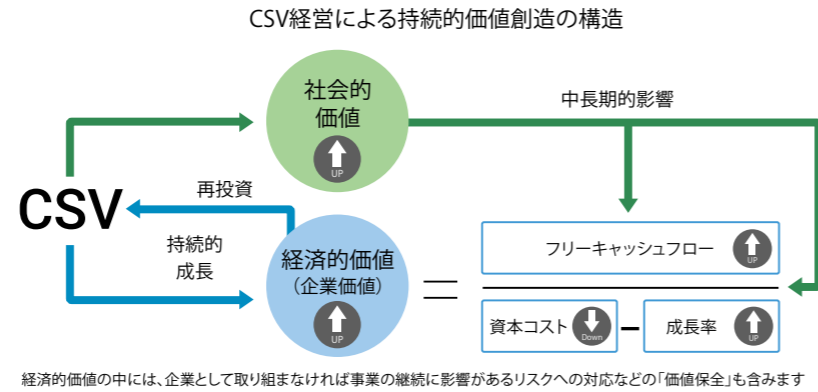 CSV経営による持続的価値創造の構造
社会的
価値
UP
中長期的影響
CSV
再投資
持続的
成長
経済的価値
（企業価値）
UP
＝
フリーキャッシュフロー
UP
資本コスト
Down
−
成長率
UP
経済的価値の中には、企業として取り組まなければ事業の継続に影響があるリスクへの対応などの「価値保全」も含みます